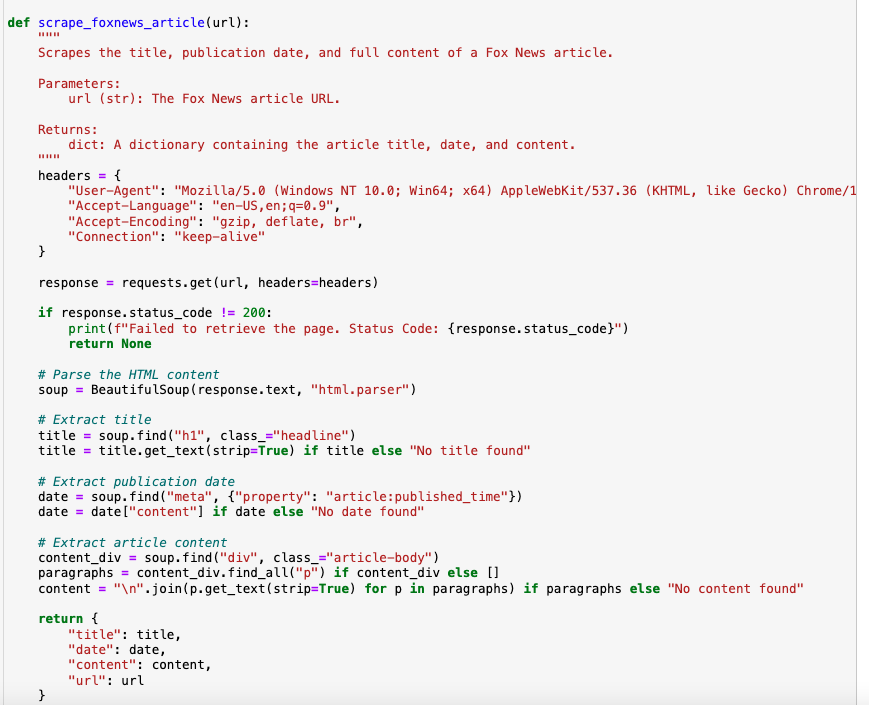 def scrape_foxnews_article(url):
"""
Scrapes the title, publication date, and full content of a Fox News article.
Parameters:
url (str): The Fox News article URL.
Returns:
dict: A dictionary containing the article title, date, and content.
"""
headers = {
"User-Agent": "Mozilla/5.0 (Windows NT 10.0; Win64; x64) AppleWebKit/537.36 (KHTML, like Gecko) Chrome/1
"Accept-Language": "en-US,en;q=0.9",
"Accept-Encoding": "gzip, deflate, br",
"Connection": "keep-alive"
}
response = requests.get(url, headers=headers)
if response.status_code != 200:
print(f"Failed to retrieve the page. Status Code: {response.status_code}")
return None
# Parse the HTML content
soup = BeautifulSoup(response.text, "html.parser")
# Extract title
title = soup.find("h1", class_="headline")
title = title.get_text(strip=True) if title else "No title found"
# Extract publication date
date = soup.find("meta", {"property": "article:published_time"})
date = date["content"] if date else "No date found"
# Extract article content
content_div = soup.find("div", class_="article-body")
paragraphs = content_div.find_all("p") if content_div else []
content = "\n".join(p.get_text(strip=True) for p in paragraphs) if paragraphs else "No content found"
return {
"title": title,
"date": date,
"content": content,
"url": url
}